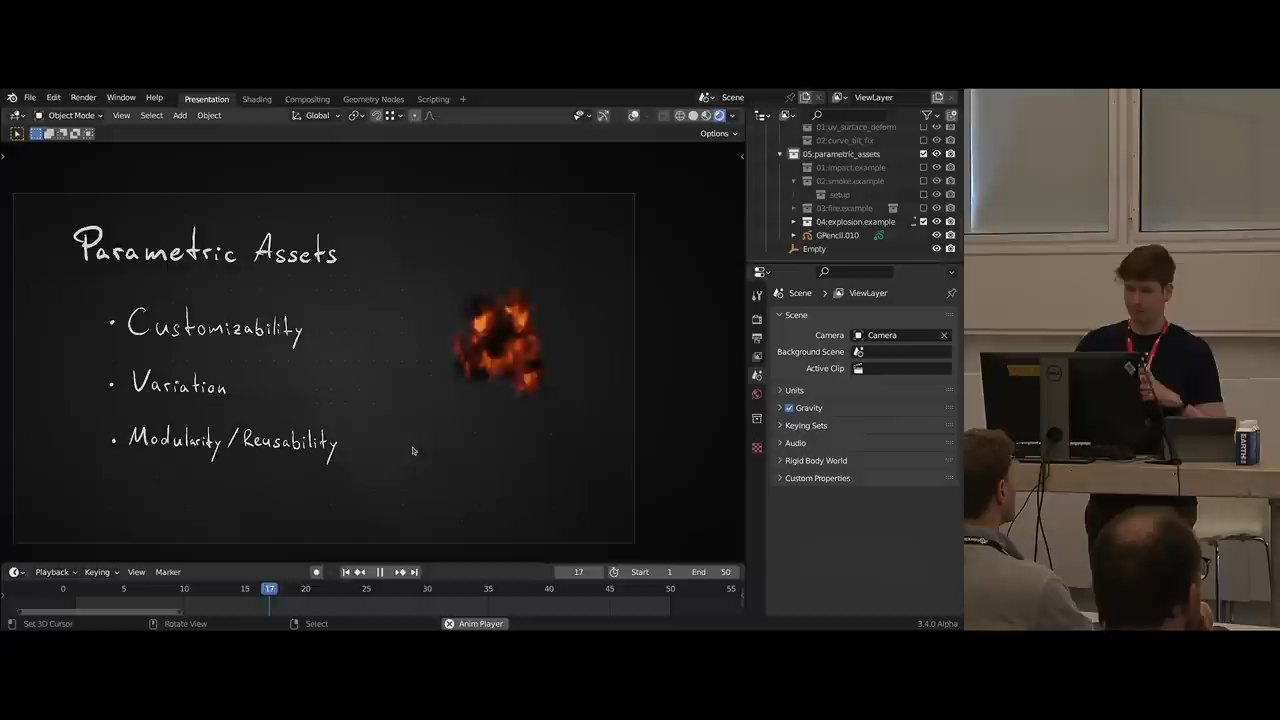 File Edit Render Window Help Presentation Shading Compositing Geometry Nodes Scripting + Scene ViewLayer
Object Mode View Select Add Object Global
Options
Parametric Assets
• Customizability
• Variation
• Modularity/Reusability
01:uv_surface_deform
02:curve_tilt_fix
05:parametric_assets
01:impact.example
02:smoke.example
setup
03:fire.example
04:explosion.example
GPencil.010
Empty
Scene > ViewLayer
Scene
Camera Camera
Background Scene
Active Clip
Units
Gravity
Keying Sets
Audio
Rigid Body World
Custom Properties
Playback Keying View Marker 17 Start 1 End 50
0 5 10 15 17 20 25 30 35 40 45 50 55
Set 3D Cursor Rotate View Select Anim Player 3.4.0 Alpha
DELL
EARTH